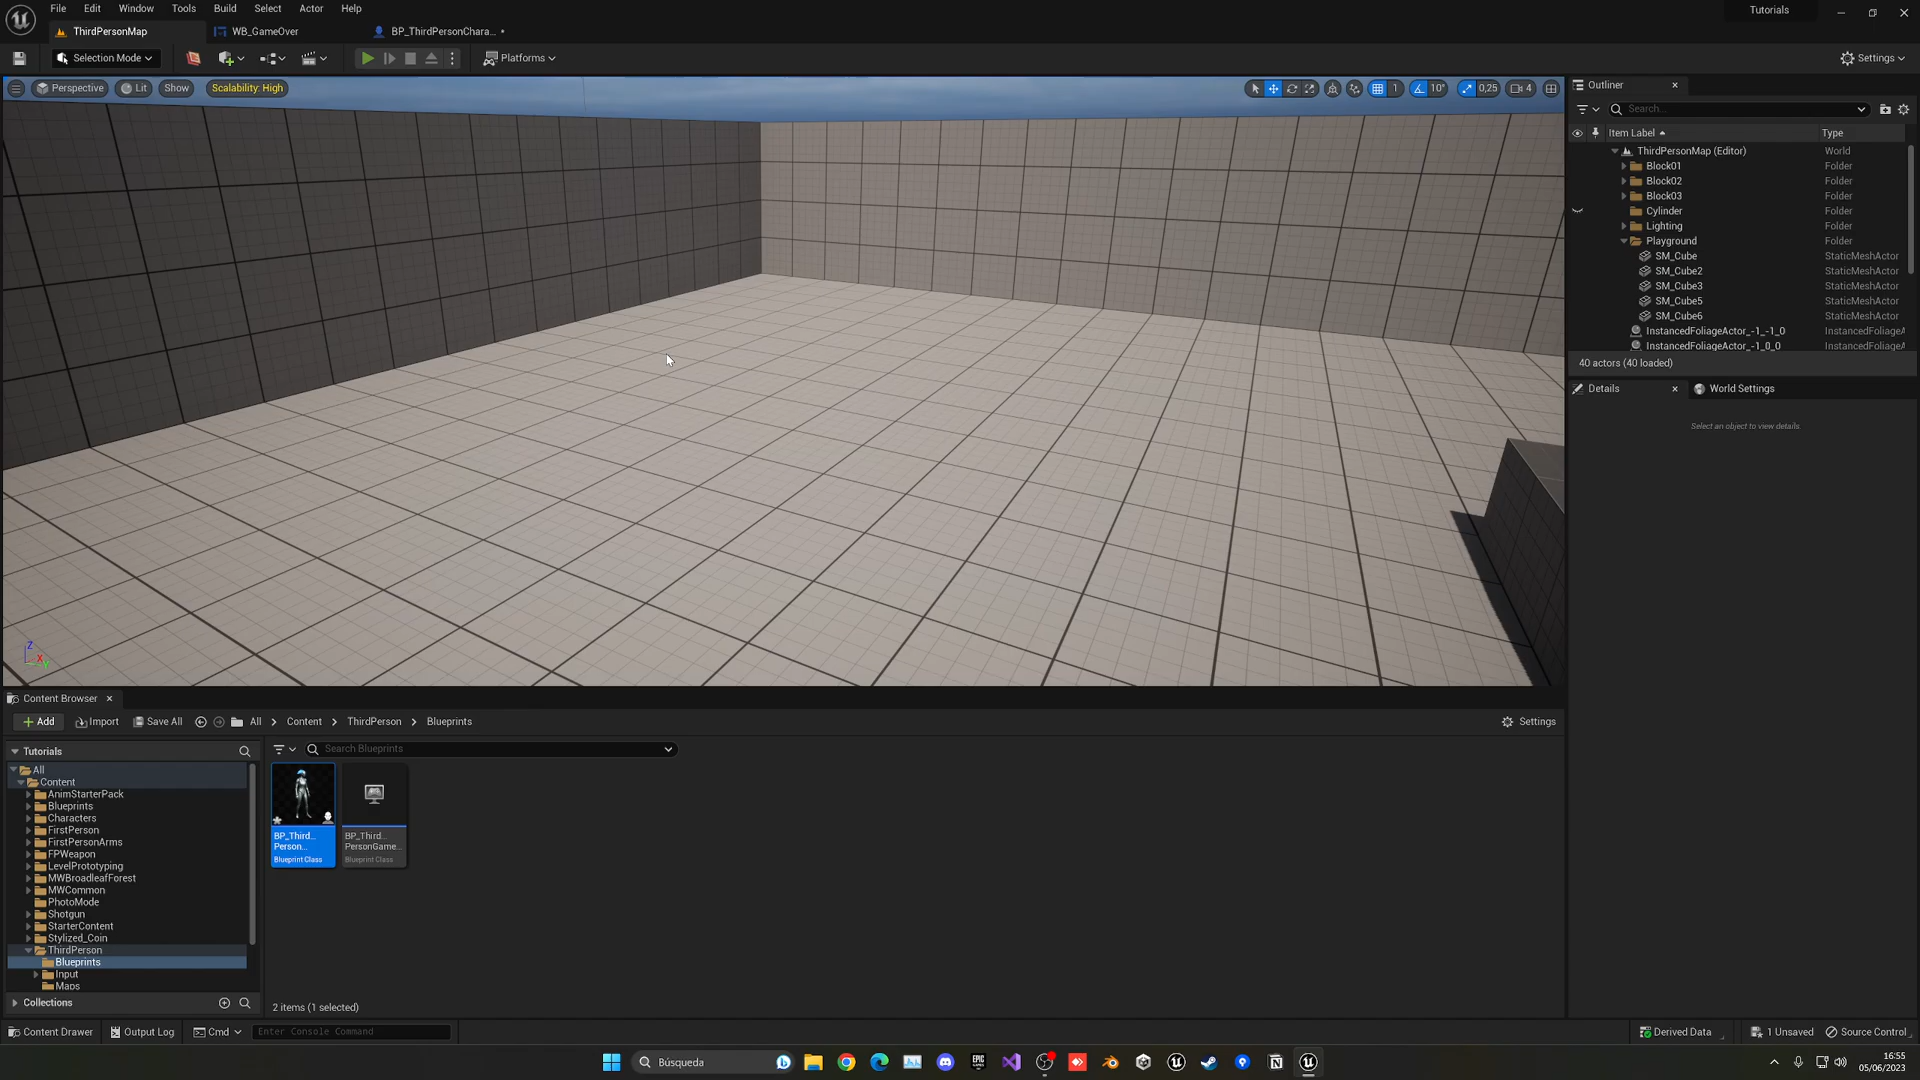 File Edit Window Tools Build Select Actor Help
Tutorials
ThirdPersonMap WB_GameOver BP_ThirdPersonChara... •
Selection Mode Platforms Settings
Perspective Lit Show Scalability: High 1 10° 0,25 4
Outliner
Search...
Item Label Type
ThirdPersonMap (Editor) World
Block01 Folder
Block02 Folder
Block03 Folder
Cylinder Folder
Lighting Folder
Playground Folder
SM_Cube StaticMeshActor
SM_Cube2 StaticMeshActor
SM_Cube3 StaticMeshActor
SM_Cube5 StaticMeshActor
SM_Cube6 StaticMeshActor
InstancedFoliageActor_-1_-1_0 InstancedFoliageA
InstancedFoliageActor_-1_0_0 InstancedFoliageA
40 actors (40 loaded)
Details World Settings
Select an object to view details.
Z
X
Y
Content Browser
Add Import Save All All Content ThirdPerson Blueprints Settings
Tutorials
Search Blueprints
All
Content
AnimStarterPack
Blueprints
Characters
FirstPerson
FirstPersonArms
FPWeapon
LevelPrototyping
MWBroadleafForest
MWCommon
PhotoMode
Shotgun
StarterContent
Stylized_Coin
ThirdPerson
Blueprints
Input
Maps
Collections
BP_Third...
Person...
Blueprint Class
BP_Third...
PersonGame...
Blueprint Class
2 items (1 selected)
Content Drawer Output Log Cmd Enter Console Command Derived Data 1 Unsaved Source Control
Búsqueda
16:55
05/06/2023